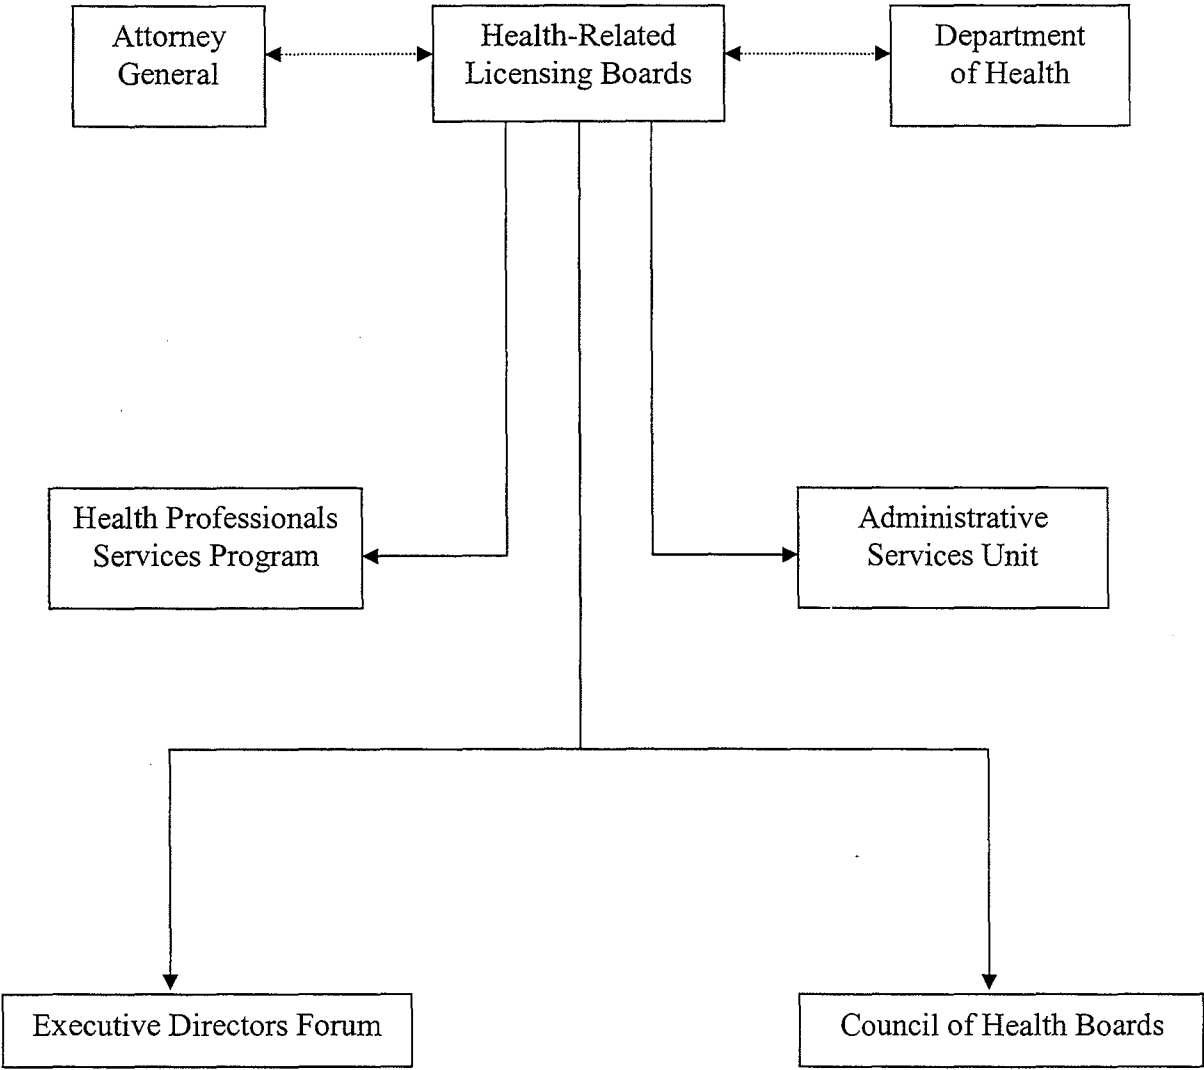 Attorney
General
Health-Related
Licensing Boards
Department
of Health
Health Professionals
Services Program
Administrative
Services Unit
Executive Directors Forum
Council of Health Boards